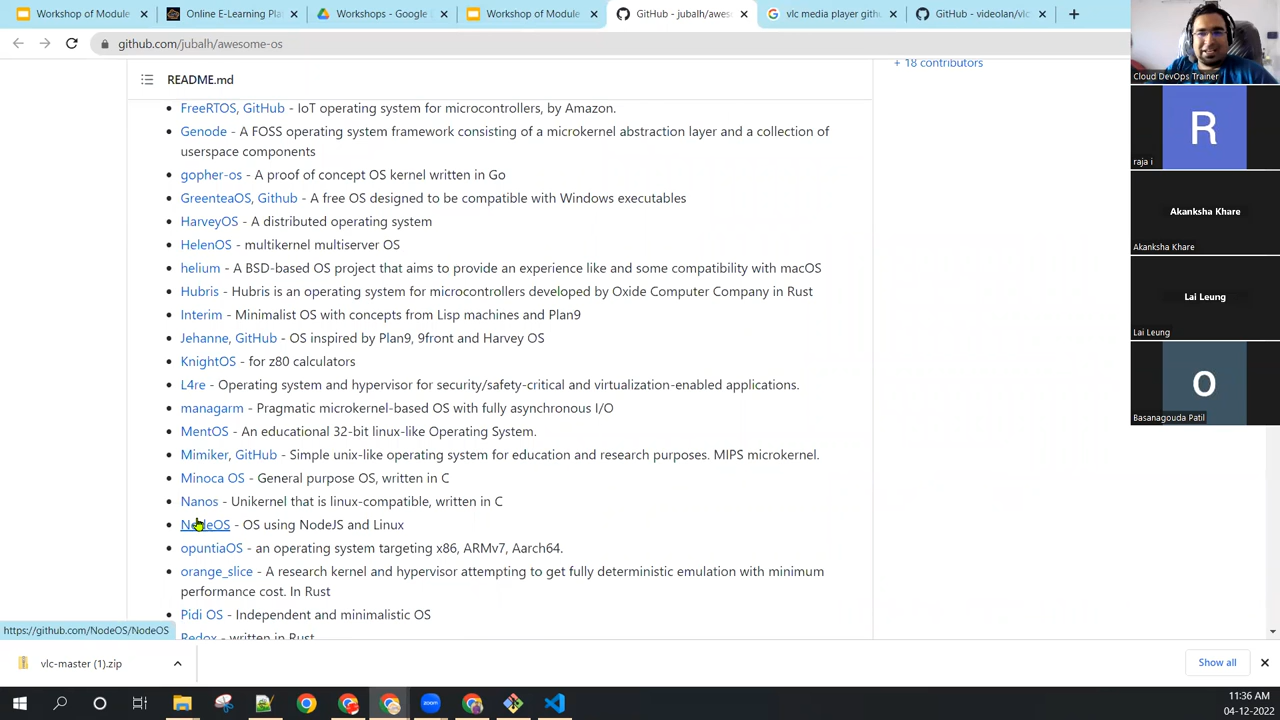 Workshop of Module
Online E-Learning Pla
Workshops - Google
Workshop of Module
GitHub - jubalh/awes
vlc media player githu
GitHub - videolan/vlc
github.com/jubalh/awesome-os
README.md
+ 18 contributors
FreeRTOS, GitHub - IoT operating system for microcontrollers, by Amazon.
Genode - A FOSS operating system framework consisting of a microkernel abstraction layer and a collection of
userspace components
gopher-os - A proof of concept OS kernel written in Go
GreenteaOS, Github - A free OS designed to be compatible with Windows executables
HarveyOS - A distributed operating system
HelenOS - multikernel multiserver OS
helium - A BSD-based OS project that aims to provide an experience like and some compatibility with macOS
Hubris - Hubris is an operating system for microcontrollers developed by Oxide Computer Company in Rust
Interim - Minimalist OS with concepts from Lisp machines and Plan9
Jehanne, GitHub - OS inspired by Plan9, 9front and Harvey OS
KnightOS - for z80 calculators
L4re - Operating system and hypervisor for security/safety-critical and virtualization-enabled applications.
managarm - Pragmatic microkernel-based OS with fully asynchronous I/O
MentOS - An educational 32-bit linux-like Operating System.
Mimiker, GitHub - Simple unix-like operating system for education and research purposes. MIPS microkernel.
Minoca OS - General purpose OS, written in C
Nanos - Unikernel that is linux-compatible, written in C
NodeOS - OS using NodeJS and Linux
opuntiaOS - an operating system targeting x86, ARMv7, Aarch64.
orange_slice - A research kernel and hypervisor attempting to get fully deterministic emulation with minimum
performance cost. In Rust
Pidi OS - Independent and minimalistic OS
Redox - written in Rust
https://github.com/NodeOS/NodeOS
Cloud DevOps Trainer
R
raja i
Akanksha Khare
Akanksha Khare
Lai Leung
Lai Leung
O
Basanagouda Patil
vlc-master (1).zip
Show all
zoom
11:36 AM
04-12-2022